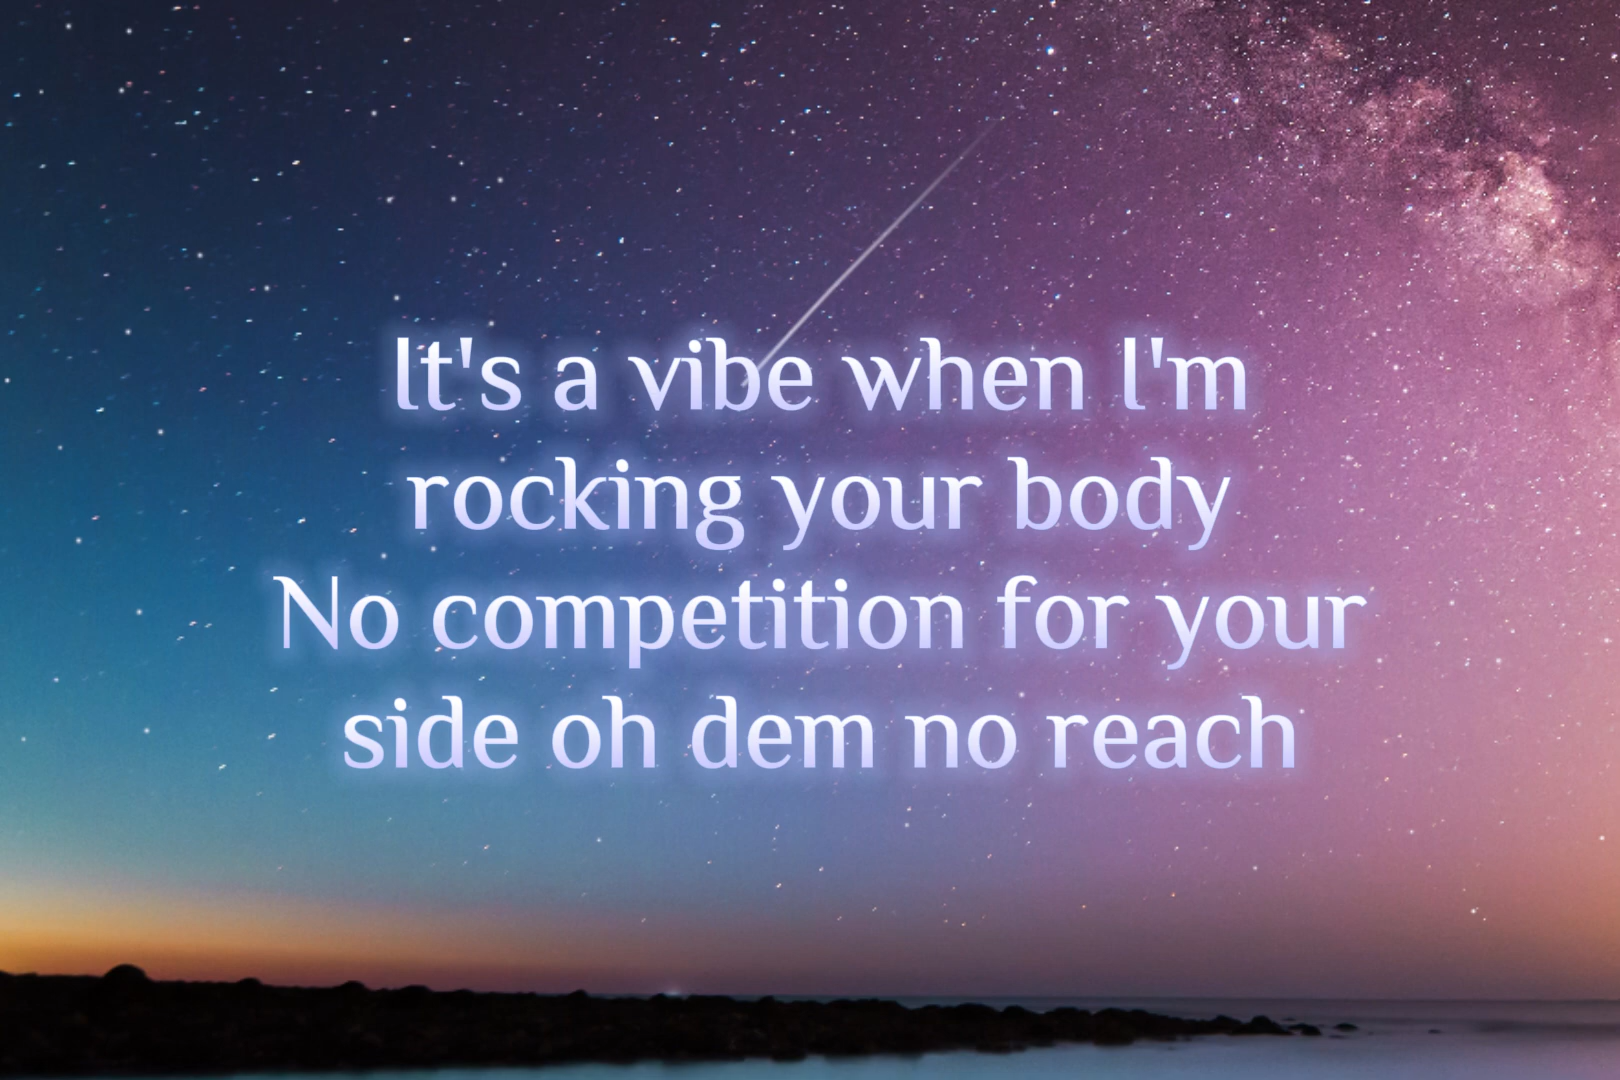 It's a vibe when I'm
rocking your body
No competition for your
side oh dem no reach